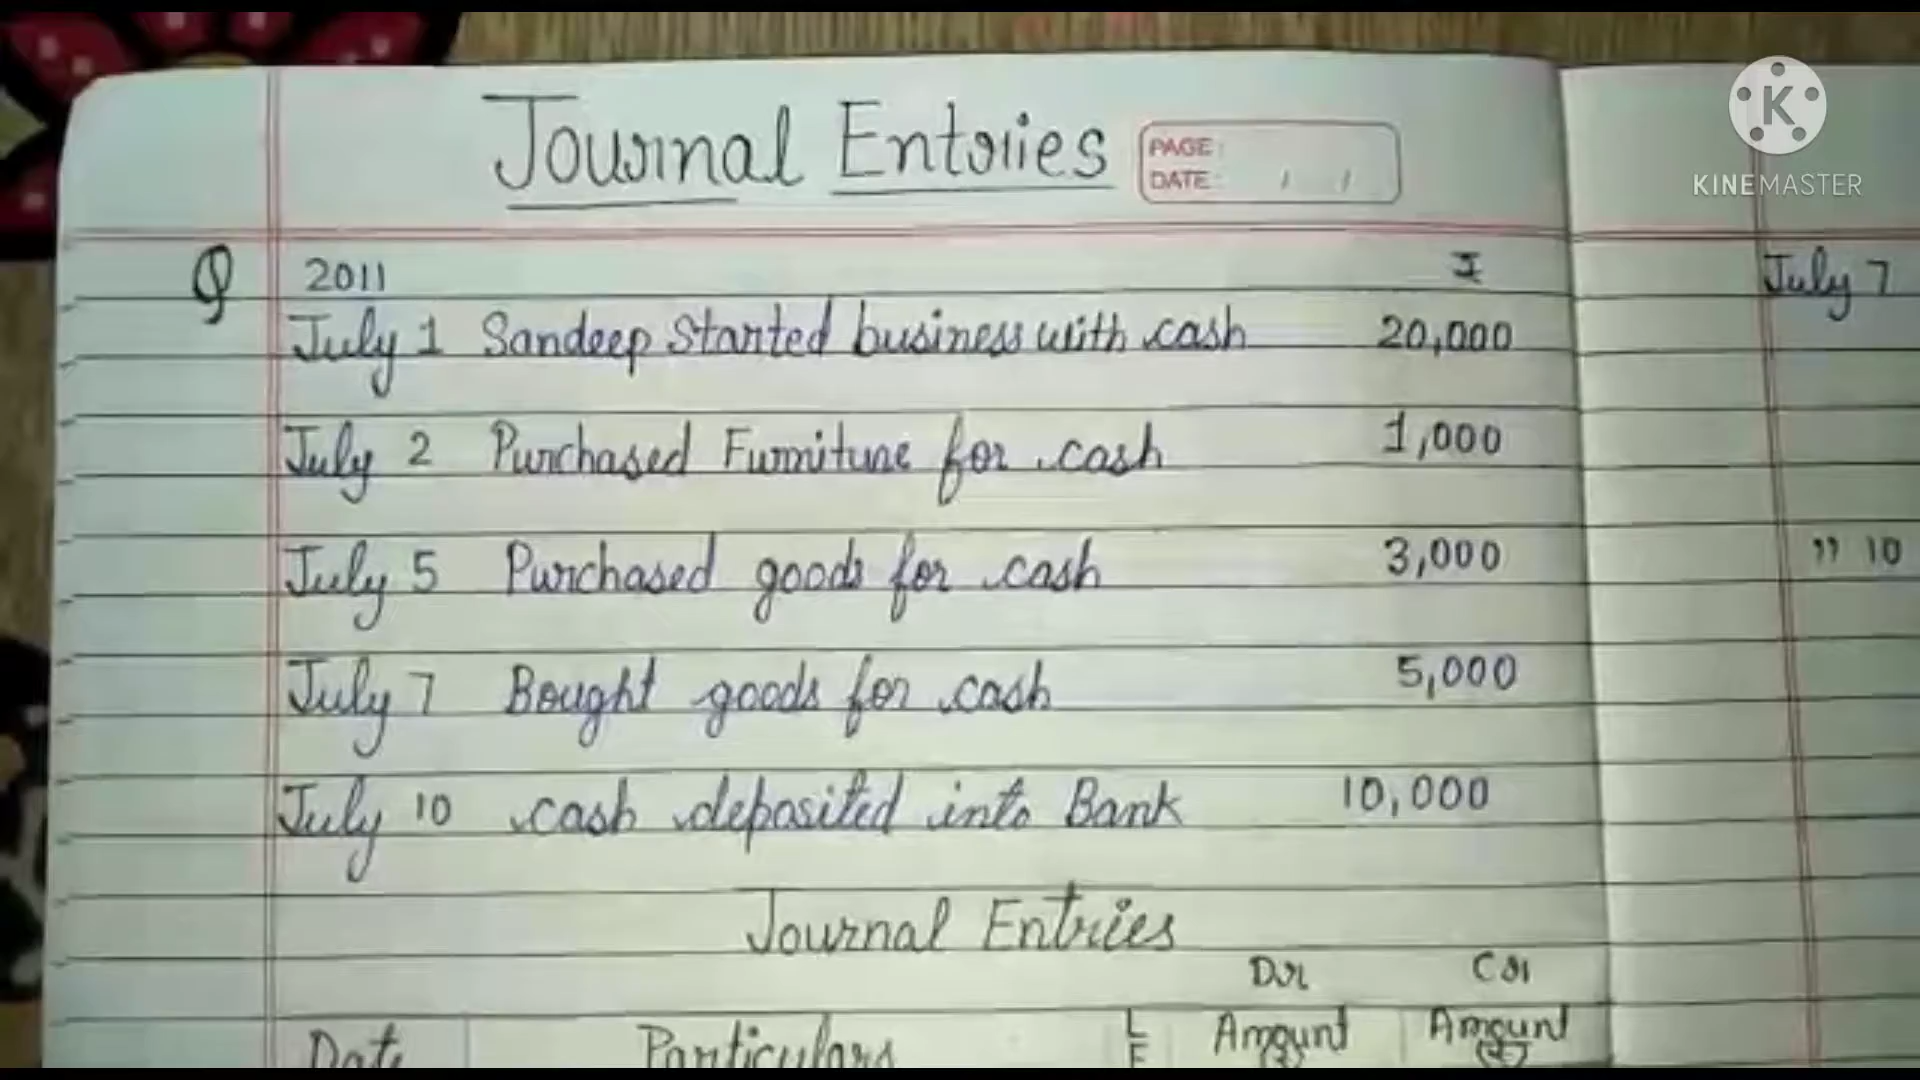 Journal Entries
PAGE:
DATE: / /
KINEMASTER
Q 2011 ₹
July 1 Sandeep Started business with cash 20,000
July 2 Purchased Furniture for cash 1,000
July 5 Purchased goods for cash 3,000
July 7 Bought goods for cash 5,000
July 10 cash deposited into Bank 10,000
Journal Entries
Dr Cr
Date Particulars L F Amount (₹) Amount (₹)
July 7
" 10